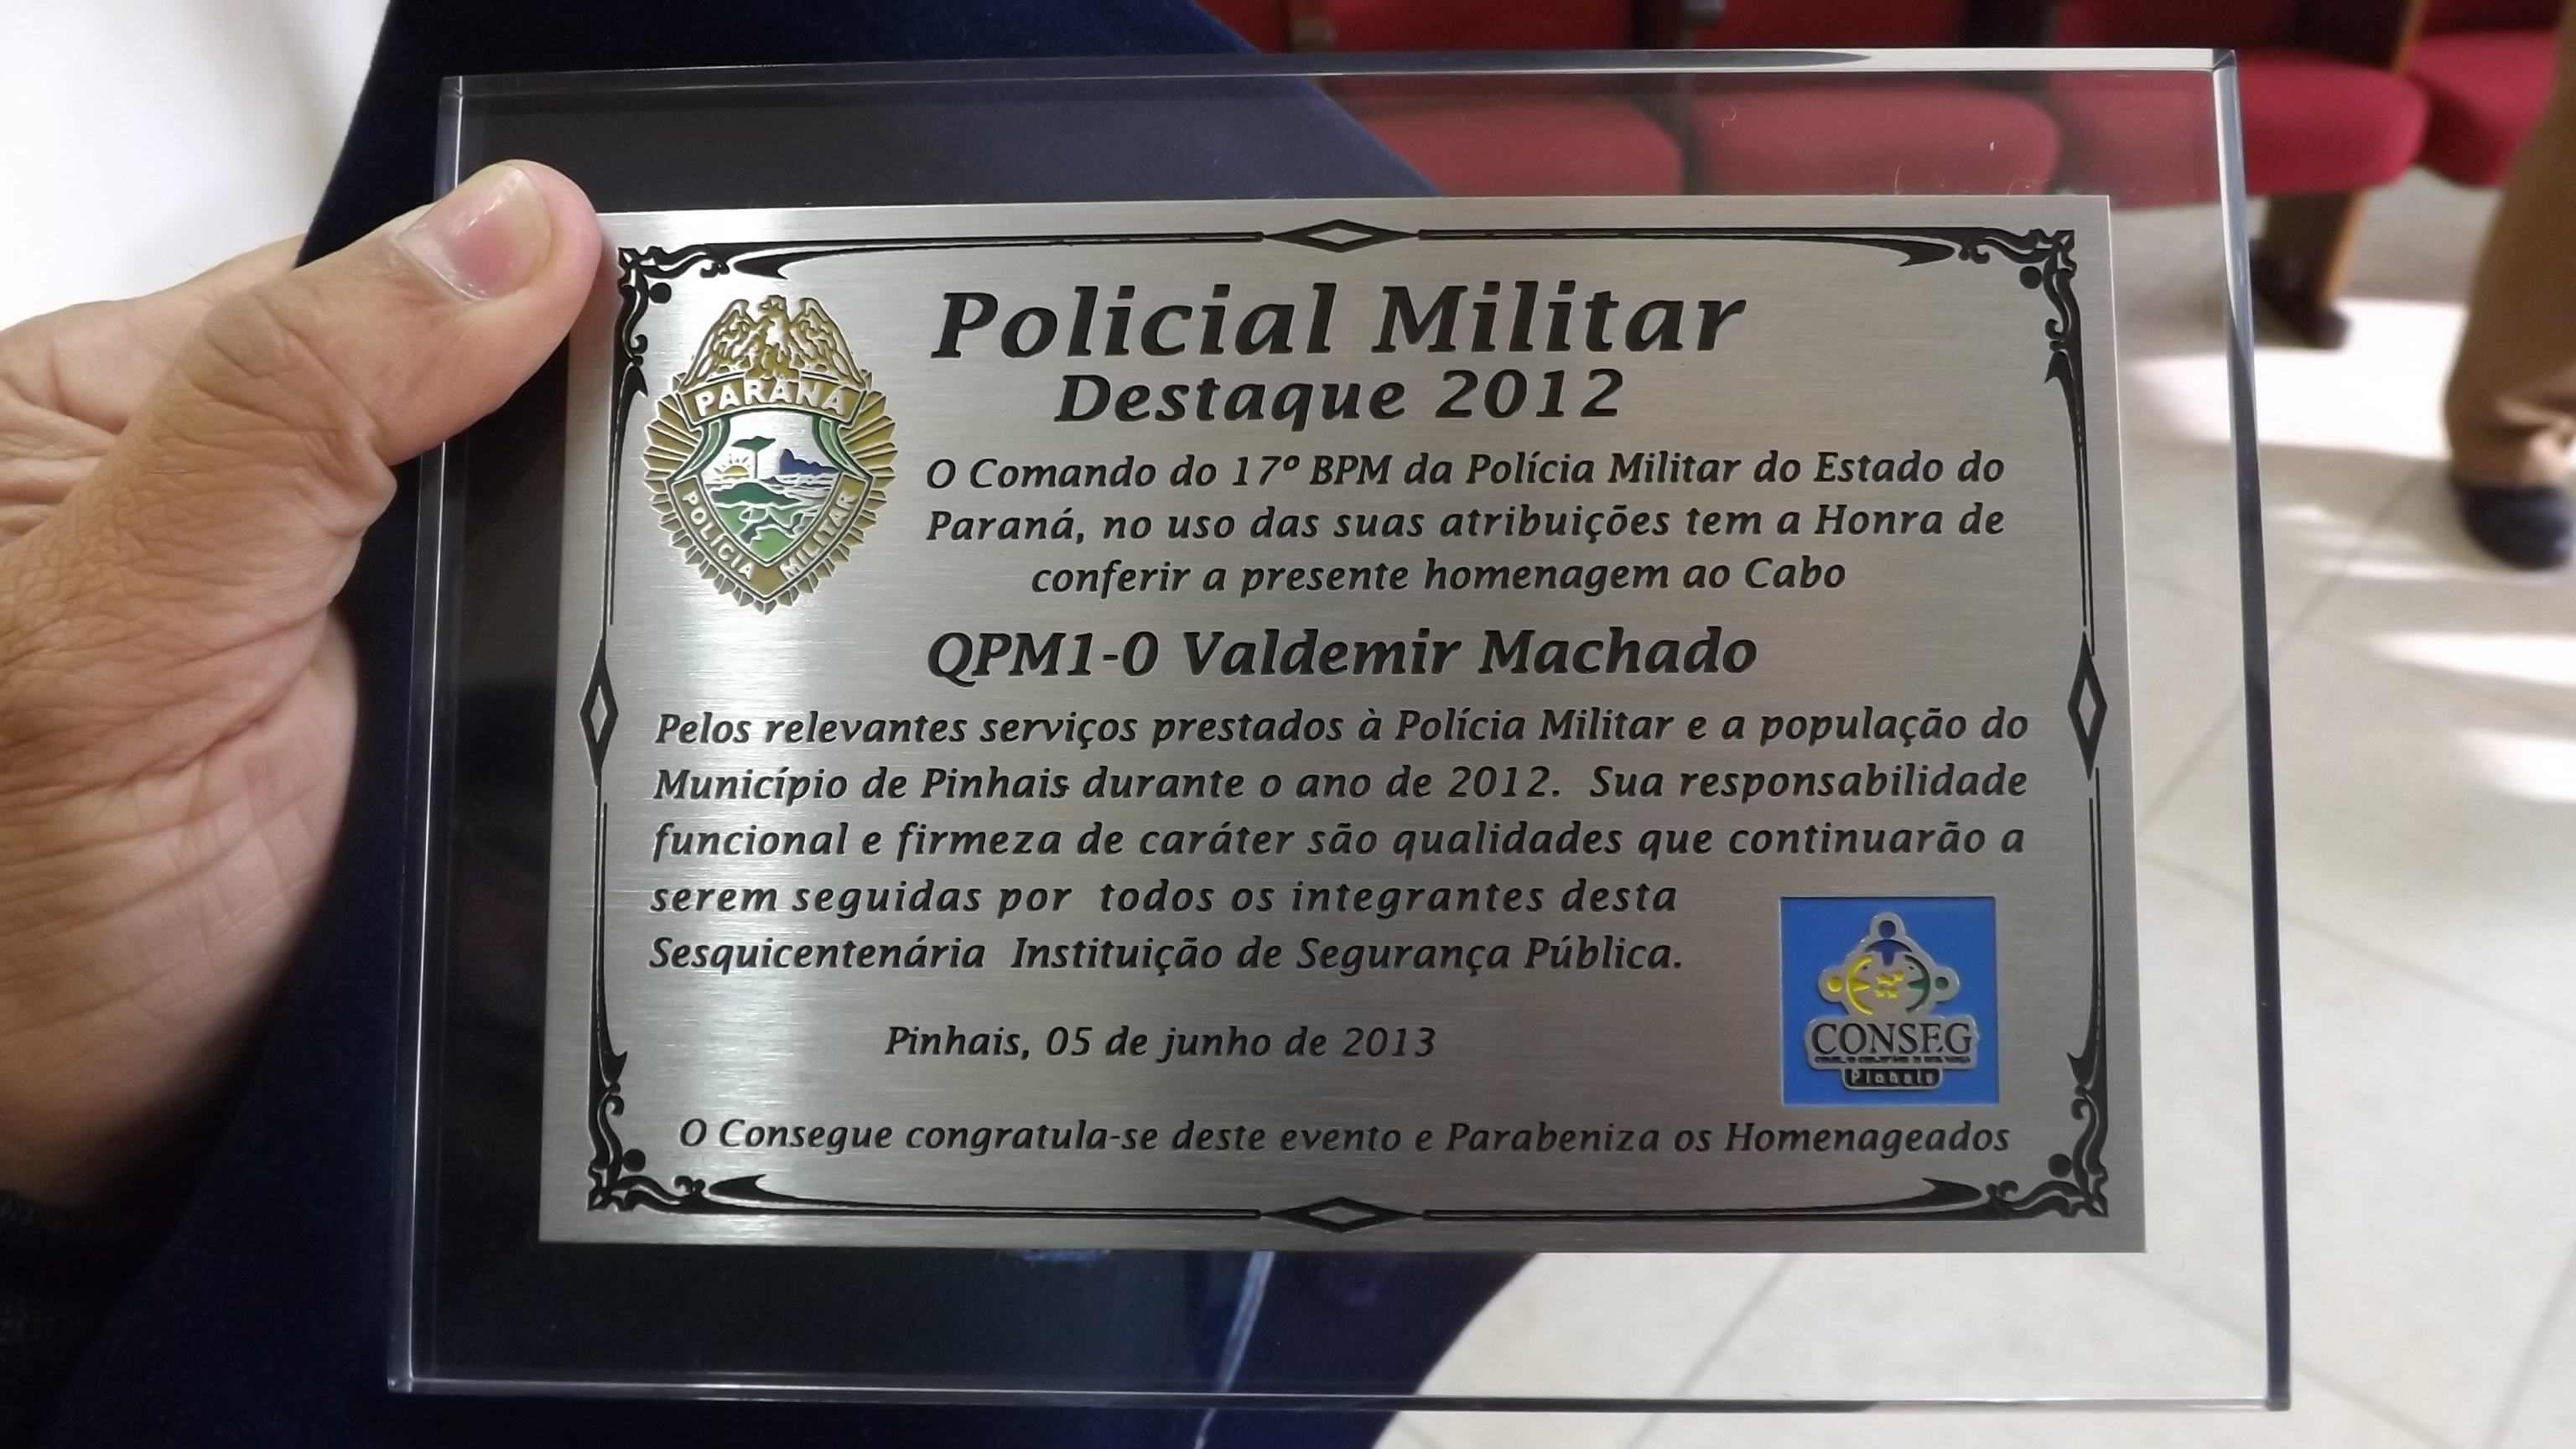 Policial Militar
Destaque 2012
PARANÁ
POLÍCIA MILITAR
O Comando do 17º BPM da Polícia Militar do Estado do
Paraná, no uso das suas atribuições tem a Honra de
conferir a presente homenagem ao Cabo
QPM1-0 Valdemir Machado
Pelos relevantes serviços prestados à Polícia Militar e a população do
Município de Pinhais durante o ano de 2012. Sua responsabilidade
funcional e firmeza de caráter são qualidades que continuarão a
serem seguidas por todos os integrantes desta
Sesquicentenária Instituição de Segurança Pública.
Pinhais, 05 de junho de 2013
CONSEG
Pinhais
O Consegue congratula-se deste evento e Parabeniza os Homenageados